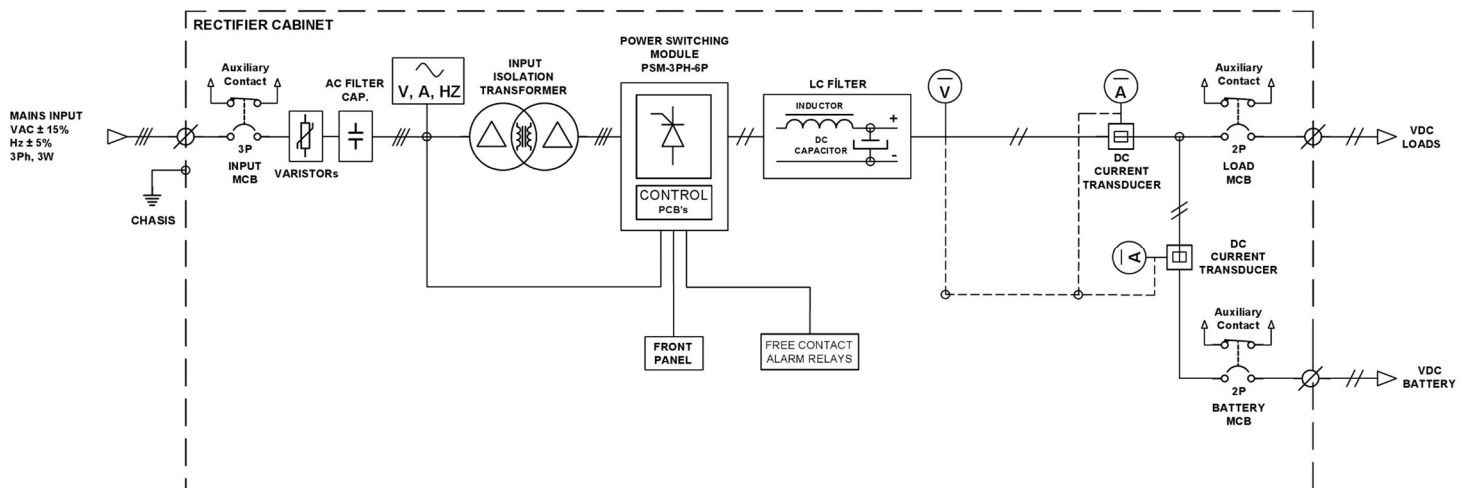 RECTIFIER CABINET
MAINS INPUT
VAC ± 15%
Hz ± 5%
3Ph, 3W
CHASIS
Auxiliary
Contact
3P
INPUT
MCB
VARISTORs
AC FILTER
CAP.
V, A, HZ
INPUT
ISOLATION
TRANSFORMER
POWER SWITCHING
MODULE
PSM-3PH-6P
CONTROL
PCB's
FRONT
PANEL
FREE CONTACT
ALARM RELAYS
LC FİLTER
INDUCTOR
+
DC
CAPACITOR
-
V
A
DC
CURRENT
TRANSDUCER
A
DC
CURRENT
TRANSDUCER
Auxiliary
Contact
2P
LOAD
MCB
VDC
LOADS
Auxiliary
Contact
2P
BATTERY
MCB
VDC
BATTERY